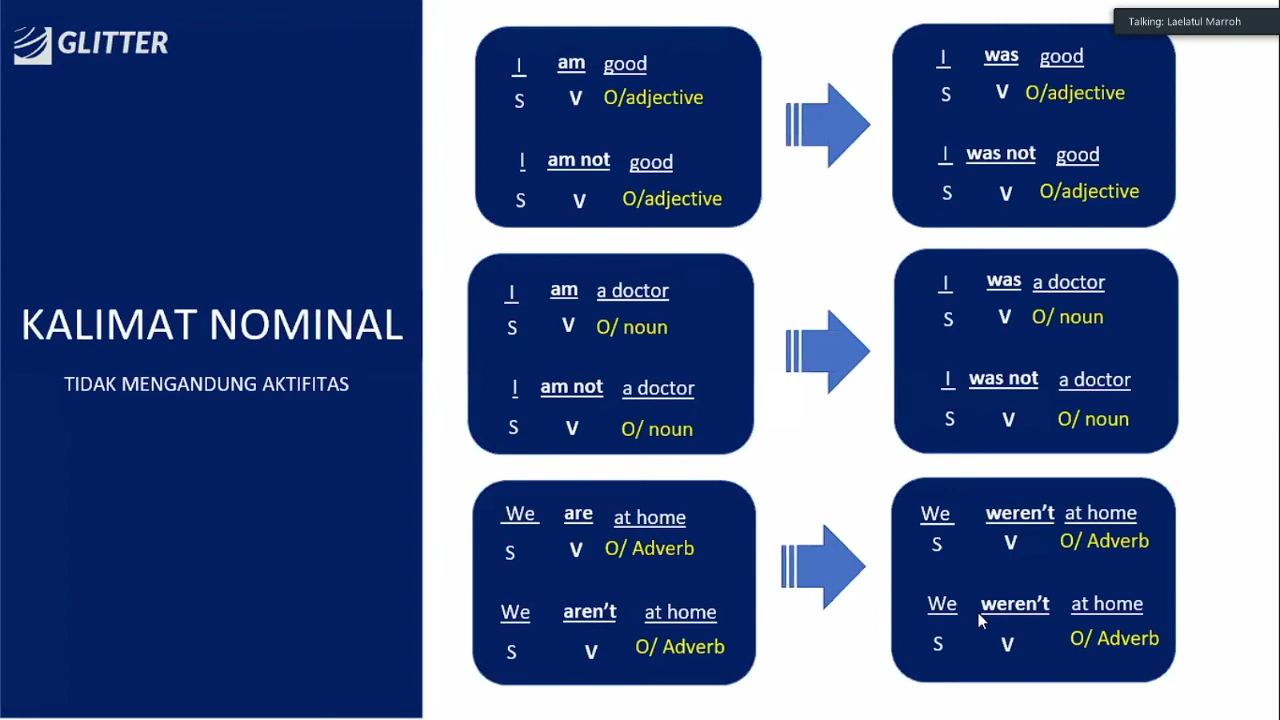 GLITTER
Talking: Laelatul Marroh
KALIMAT NOMINAL
TIDAK MENGANDUNG AKTIFITAS
I am good
S V O/adjective
I am not good
S V O/adjective
I was good
S V O/adjective
I was not good
S V O/adjective
I am a doctor
S V O/ noun
I am not a doctor
S V O/ noun
I was a doctor
S V O/ noun
I was not a doctor
S V O/ noun
We are at home
S V O/ Adverb
We aren't at home
S V O/ Adverb
We weren't at home
S V O/ Adverb
We weren't at home
S V O/ Adverb